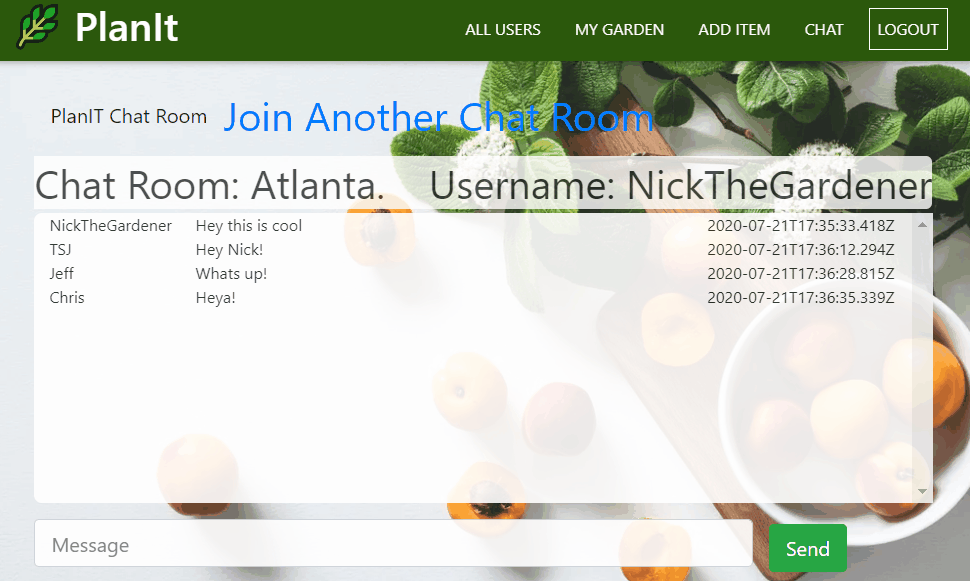 PlanIt ALL USERS MY GARDEN ADD ITEM CHAT LOGOUT
PlanIT Chat Room Join Another Chat Room
Chat Room: Atlanta. Username: NickTheGardener
NickTheGardener Hey this is cool 2020-07-21T17:35:33.418Z
TSJ Hey Nick! 2020-07-21T17:36:12.294Z
Jeff Whats up! 2020-07-21T17:36:28.815Z
Chris Heya! 2020-07-21T17:36:35.339Z
Message Send